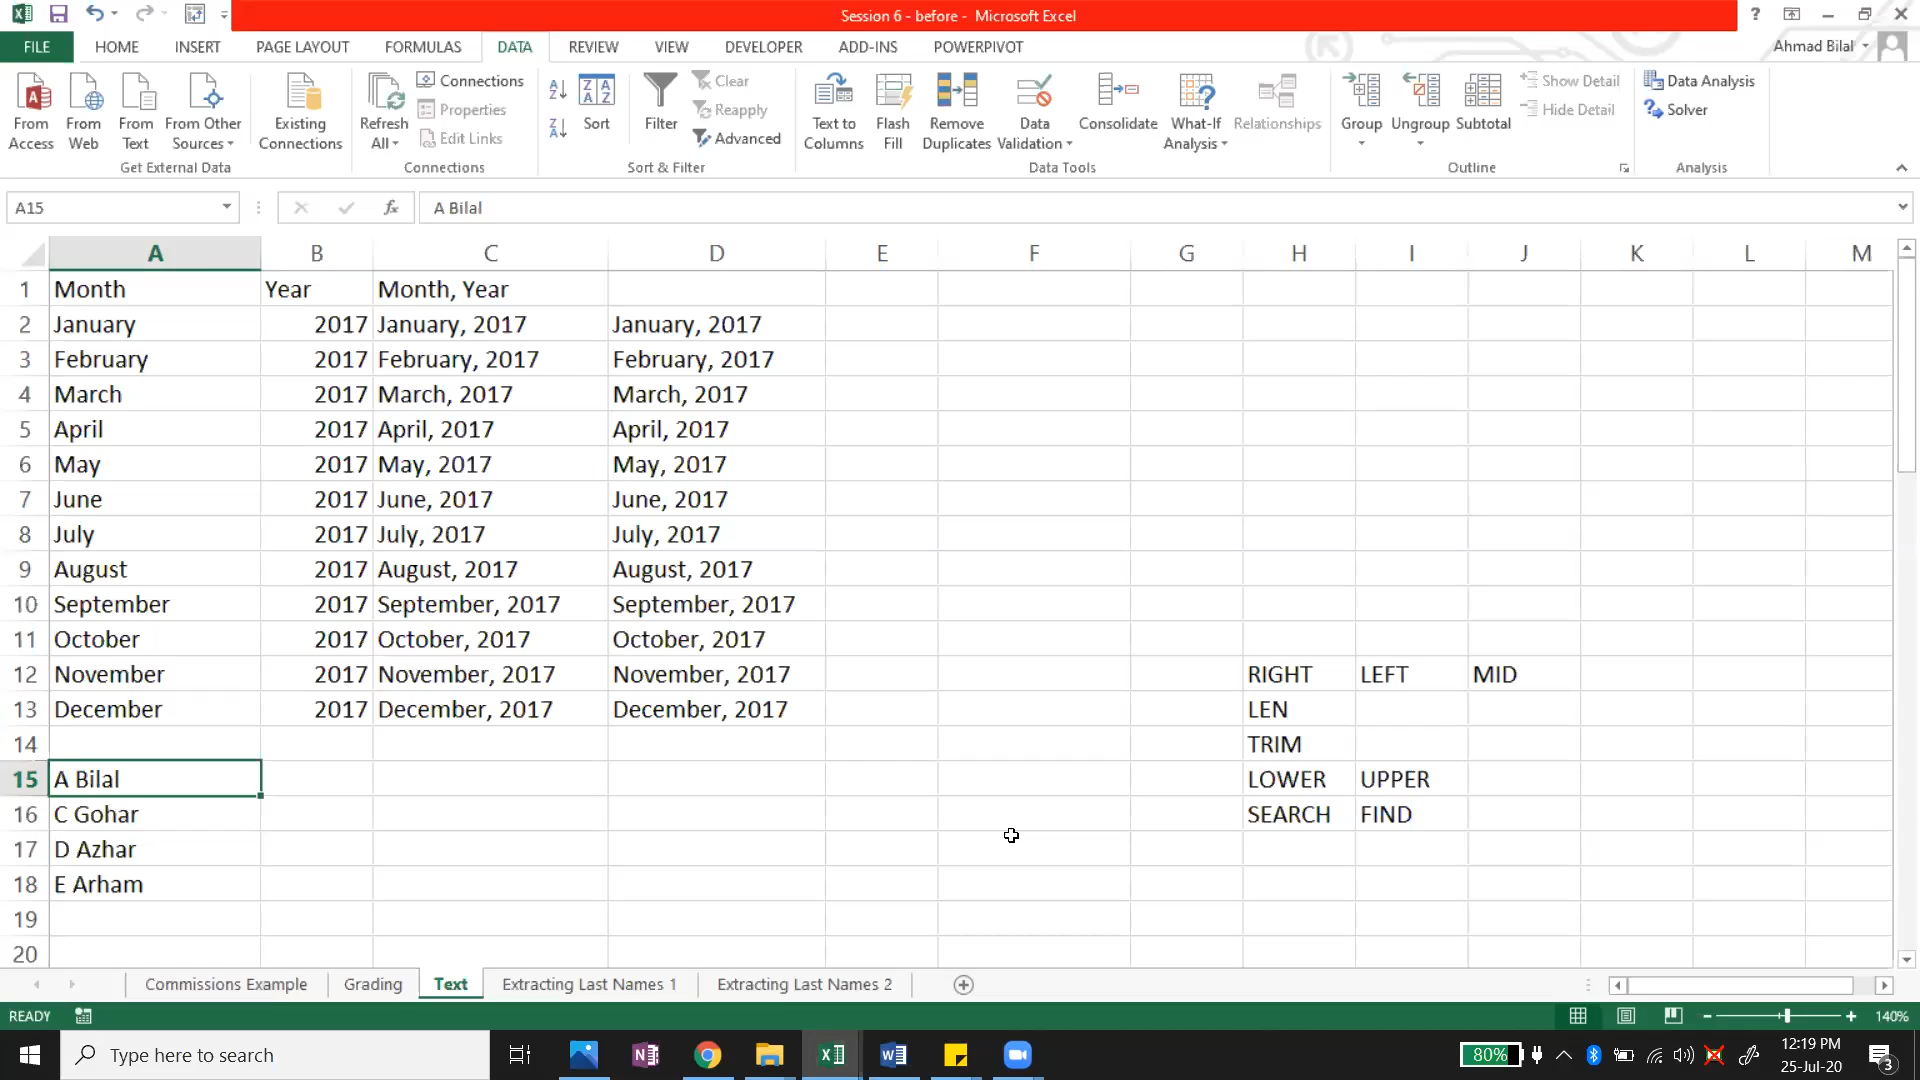 Session 6 - before - Microsoft Excel
?
FILE HOME INSERT PAGE LAYOUT FORMULAS DATA REVIEW VIEW DEVELOPER ADD-INS POWERPIVOT Ahmad Bilal
From Access
From Web
From Text
From Other Sources
Existing Connections
Get External Data
Refresh All
Connections
Properties
Edit Links
Connections
Sort
Filter
Clear
Reapply
Advanced
Sort & Filter
Text to Columns
Flash Fill
Remove Duplicates
Data Validation
Consolidate
What-If Analysis
Relationships
Data Tools
Group
Ungroup
Subtotal
Show Detail
Hide Detail
Outline
Data Analysis
Solver
Analysis
A15 fx A Bilal
A B C D E F G H I J K L M
1 Month Year Month, Year
2 January 2017 January, 2017 January, 2017
3 February 2017 February, 2017 February, 2017
4 March 2017 March, 2017 March, 2017
5 April 2017 April, 2017 April, 2017
6 May 2017 May, 2017 May, 2017
7 June 2017 June, 2017 June, 2017
8 July 2017 July, 2017 July, 2017
9 August 2017 August, 2017 August, 2017
10 September 2017 September, 2017 September, 2017
11 October 2017 October, 2017 October, 2017
12 November 2017 November, 2017 November, 2017 RIGHT LEFT MID
13 December 2017 December, 2017 December, 2017 LEN
14 TRIM
15 A Bilal LOWER UPPER
16 C Gohar SEARCH FIND
17 D Azhar
18 E Arham
19
20
Commissions Example Grading Text Extracting Last Names 1 Extracting Last Names 2
READY 140%
Type here to search 80% 12:19 PM
25-Jul-20 3